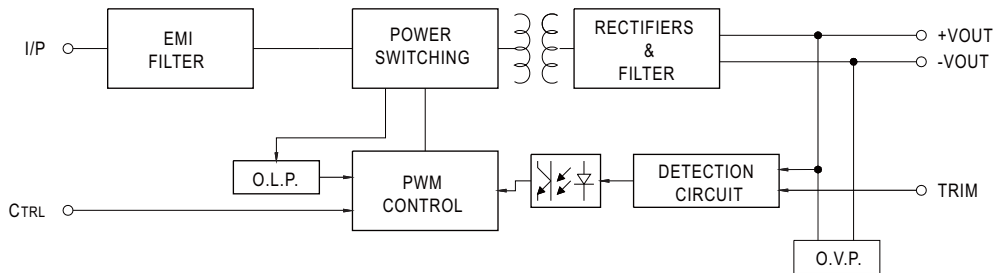 I/P
EMI
FILTER
POWER
SWITCHING
RECTIFIERS
&
FILTER
+VOUT
-VOUT
O.L.P.
PWM
CONTROL
DETECTION
CIRCUIT
TRIM
CTRL
O.V.P.